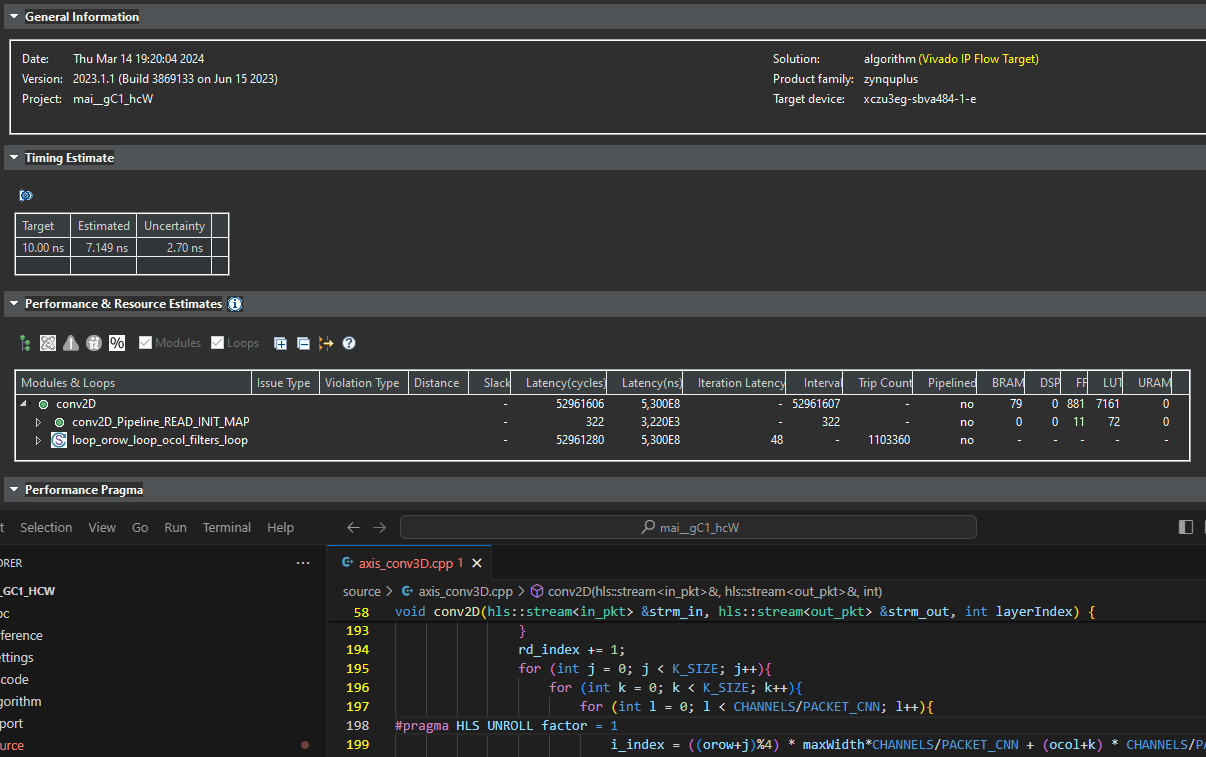 General Information
Date: Thu Mar 14 19:20:04 2024 Solution: algorithm (Vivado IP Flow Target)
Version: 2023.1.1 (Build 3869133 on Jun 15 2023) Product family: zynquplus
Project: mai__gC1_hcW Target device: xczu3eg-sbva484-1-e
Timing Estimate
Target Estimated Uncertainty
10.00 ns 7.149 ns 2.70 ns
Performance & Resource Estimates
% Modules Loops
Modules & Loops Issue Type Violation Type Distance Slack Latency(cycles) Latency(ns) Iteration Latency Interval Trip Count Pipelined BRAM DSP FF LUT URAM
conv2D - 52961606 5,300E8 - 52961607 - no 79 0 881 7161 0
conv2D_Pipeline_READ_INIT_MAP - 322 3,220E3 - 322 - no 0 0 11 72 0
loop_orow_loop_ocol_filters_loop - 52961280 5,300E8 48 - 1103360 no - - - - -
Performance Pragma
t Selection View Go Run Terminal Help mai__gC1_hcW
ORER ... axis_conv3D.cpp 1
_GC1_HCW source > axis_conv3D.cpp > conv2D(hls::stream<in_pkt>&, hls::stream<out_pkt>&, int)
58 void conv2D(hls::stream<in_pkt> &strm_in, hls::stream<out_pkt> &strm_out, int layerIndex) {
193 }
ference 194 rd_index += 1;
ttings 195 for (int j = 0; j < K_SIZE; j++){
code 196 for (int k = 0; k < K_SIZE; k++){
gorithm 197 for (int l = 0; l < CHANNELS/PACKET_CNN; l++){
port 198 #pragma HLS UNROLL factor = 1
urce 199 i_index = ((orow+j)%4) * maxWidth*CHANNELS/PACKET_CNN + (ocol+k) * CHANNELS/PA